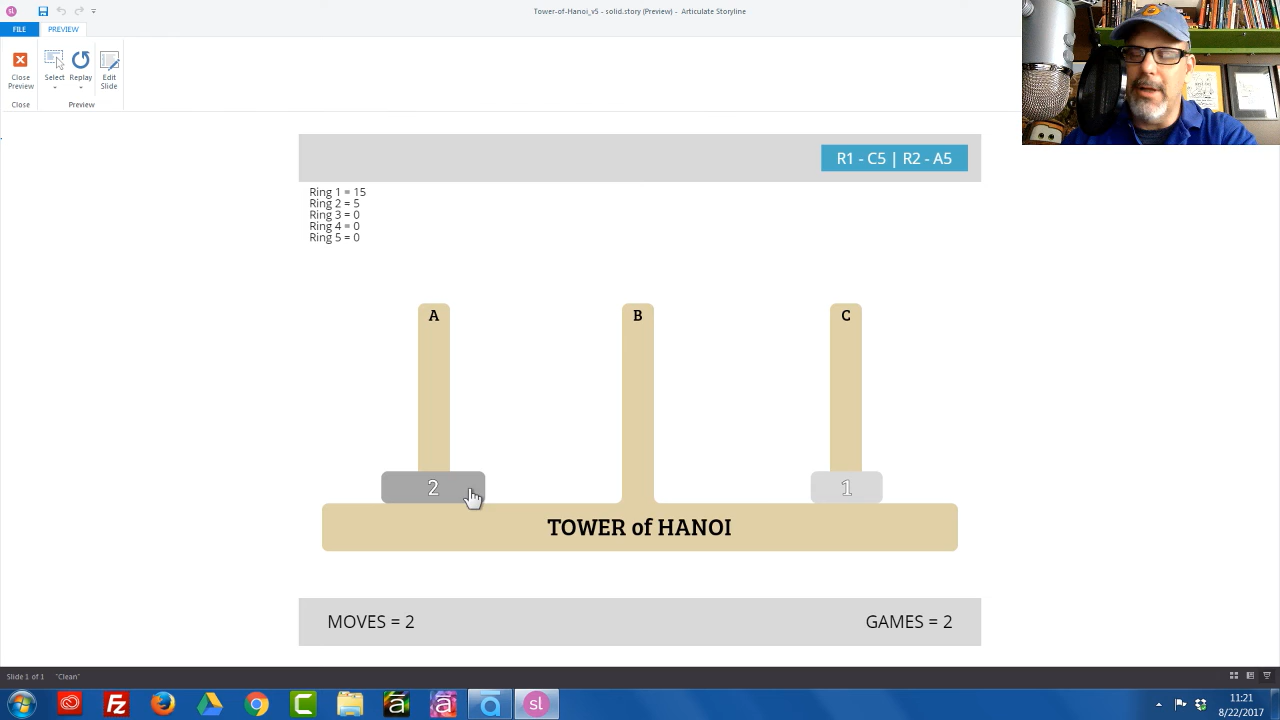 Tower-of-Hanoi_v5 - solid.story (Preview) - Articulate Storyline
FILE
PREVIEW
Close Preview
Select
Replay
Edit Slide
Close
Preview
R1 - C5 | R2 - A5
Ring 1 = 15
Ring 2 = 5
Ring 3 = 0
Ring 4 = 0
Ring 5 = 0
A
B
C
2
1
TOWER of HANOI
MOVES = 2
GAMES = 2
Slide 1 of 1
"Clean"
11:21
8/22/2017